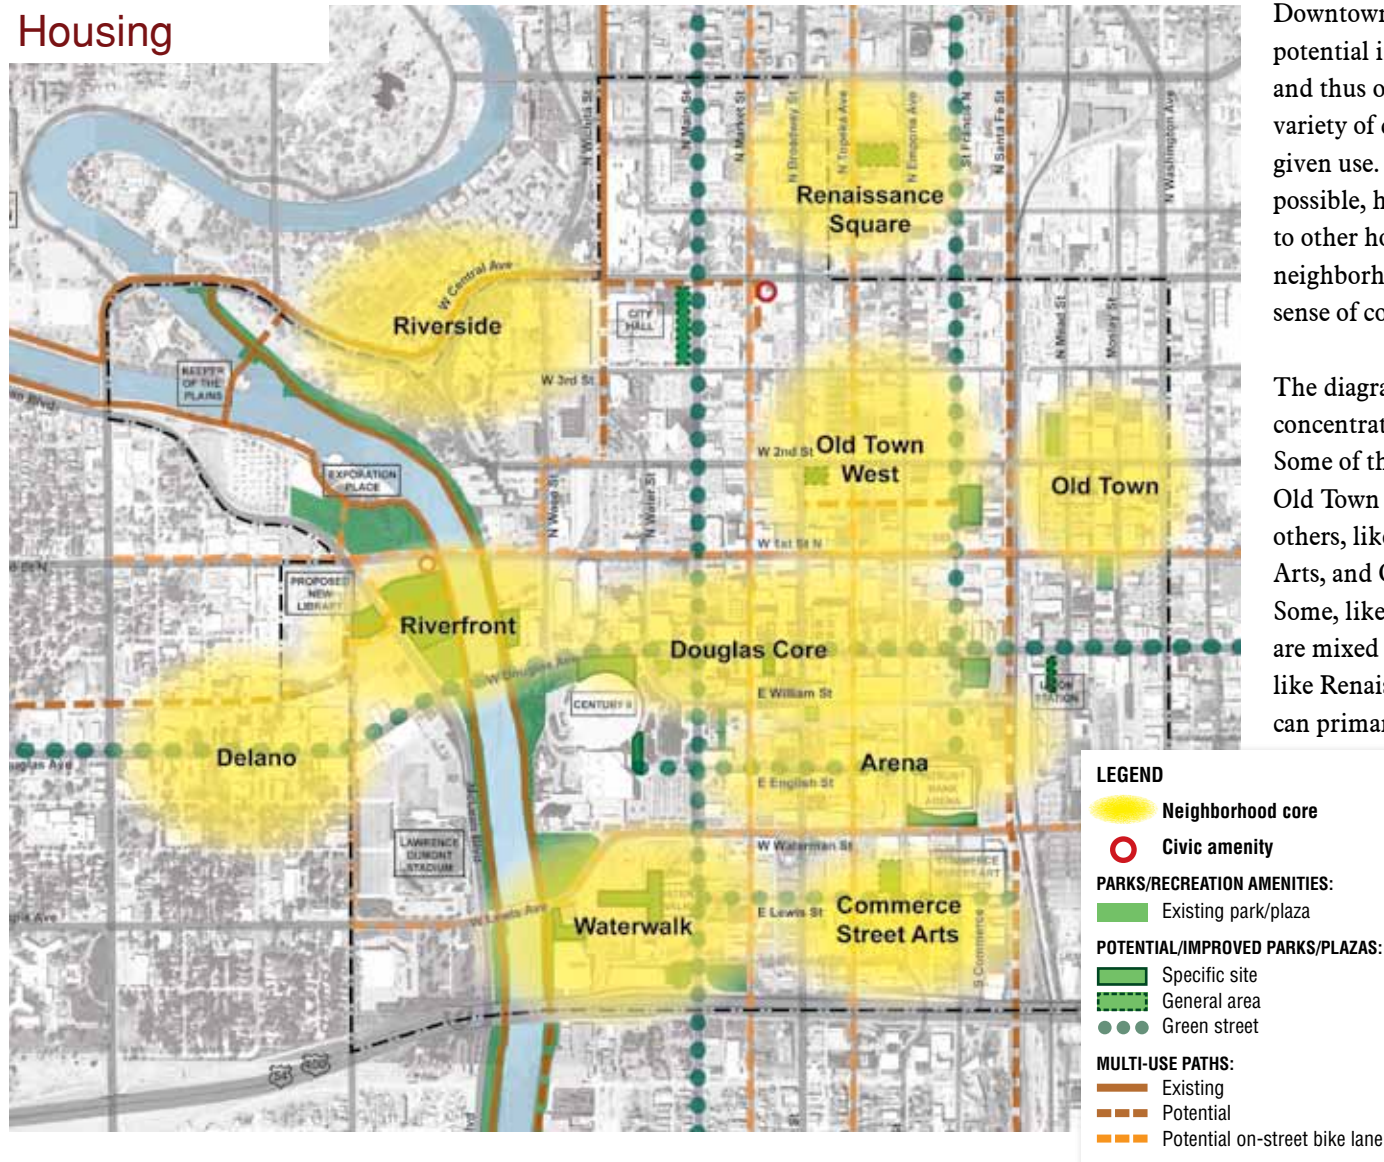 Housing
Downtown
potential i
and thus o
variety of
given use.
possible, h
to other ho
neighborh
sense of co
The diagra
concentrat
Some of th
Old Town
others, like
Arts, and
Some, like
are mixed
like Renais
can primar
N Wichita St
N Main St
N Market St
N Broadway St
N Topeka Ave
N Emporia Ave
St Francis N
N Santa Fe St
N Washington Ave
Renaissance
Square
W Central Ave
Riverside
CITY
HALL
N Mead St
Mosley St
KEEPER
OF THE
PLAINS
W 3rd St
W 2nd St
Old Town
West
Old Town
EXPORATION
PLACE
N Wood St
N Water St
W 1st St N
PROPOSED
NEW
LIBRARY
Riverfront
Douglas Core
W Douglas Ave
E William St
CENTURY II
UNION
STATION
Delano
Arena
E English St
LAWRENCE
DUMONT
STADIUM
W Waterman St
W Lewis Ave
E Lewis St
Waterwalk
Commerce
Street Arts
S Commerce
LEGEND
Neighborhood core
Civic amenity
PARKS/RECREATION AMENITIES:
Existing park/plaza
POTENTIAL/IMPROVED PARKS/PLAZAS:
Specific site
General area
Green street
MULTI-USE PATHS:
Existing
Potential
Potential on-street bike lane